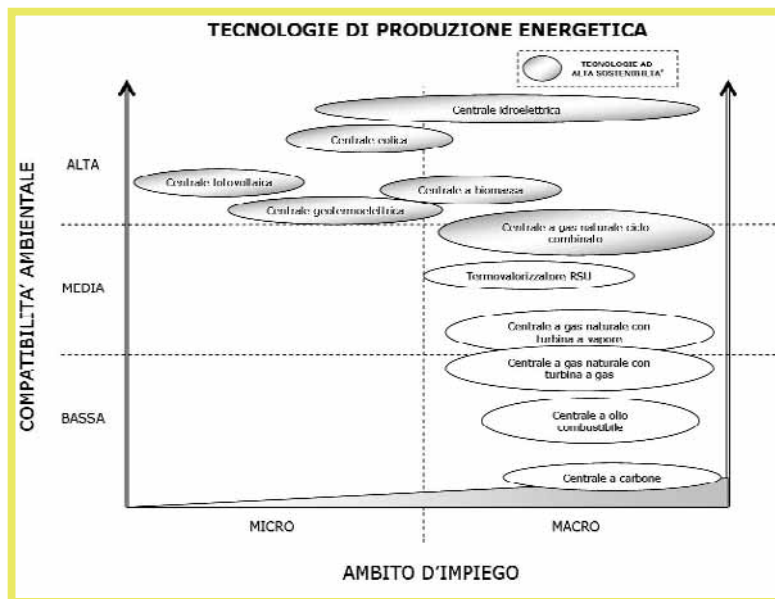 TECNOLOGIE DI PRODUZIONE ENERGETICA
TECNOLOGIE AD
ALTA SOSTENIBILITA'
Centrale idroelettrica
Centrale eolica
ALTA
Centrale fotovoltaica
Centrale a biomassa
Centrale geotermoelettrica
Centrale a gas naturale ciclo
combinato
MEDIA
Termovalorizzatore RSU
Centrale a gas naturale con
turbina a vapore
Centrale a gas naturale con
turbina a gas
BASSA
Centrale a olio
combustibile
Centrale a carbone
COMPATIBILITA' AMBIENTALE
MICRO
MACRO
AMBITO D'IMPIEGO